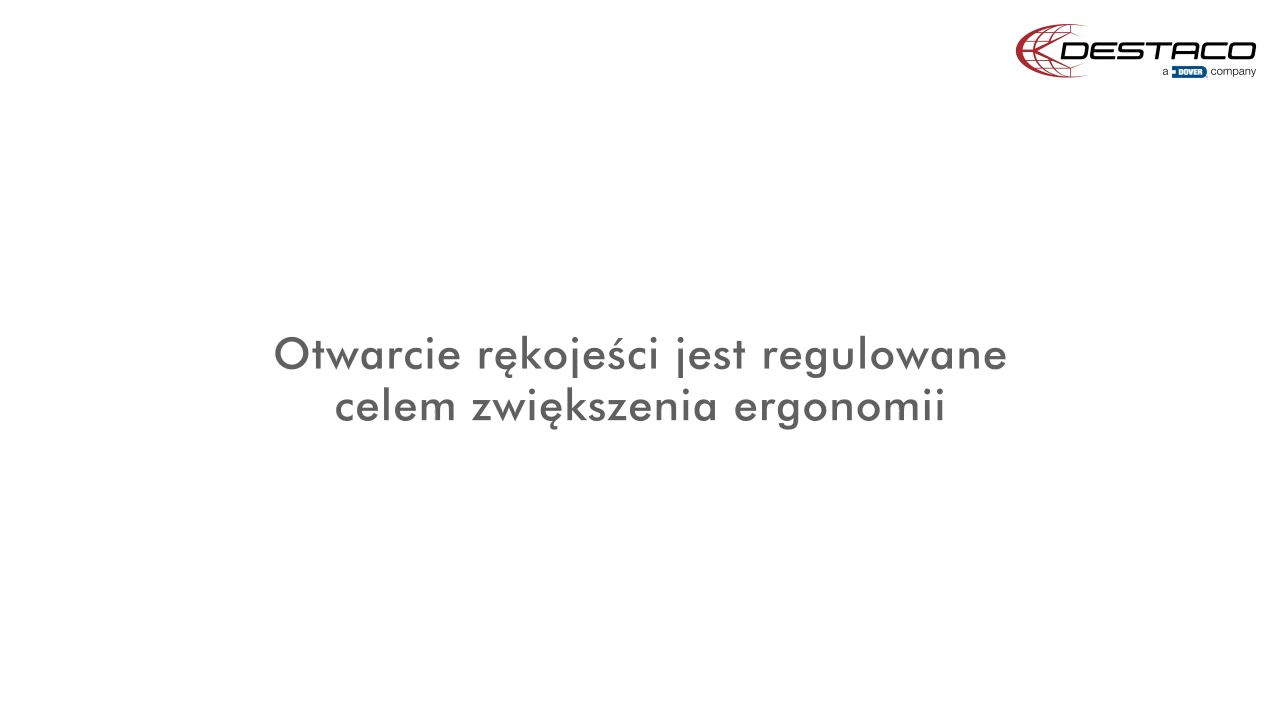 DESTACO
a DOVER company
Otwarcie rękojeści jest regulowane
celem zwiększenia ergonomii